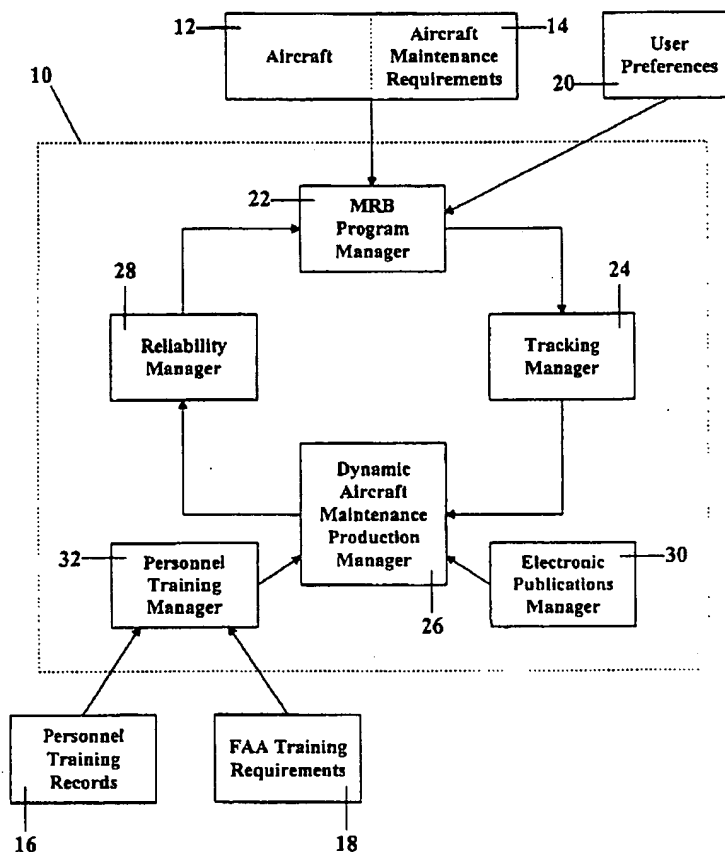 12
Aircraft
Aircraft
Maintenance
Requirements
14
User
Preferences
20
10
22
MRB
Program
Manager
28
Reliability
Manager
24
Tracking
Manager
Dynamic
Aircraft
Maintenance
Production
Manager
26
32
Personnel
Training
Manager
Electronic
Publications
Manager
30
Personnel
Training
Records
16
FAA Training
Requirements
18